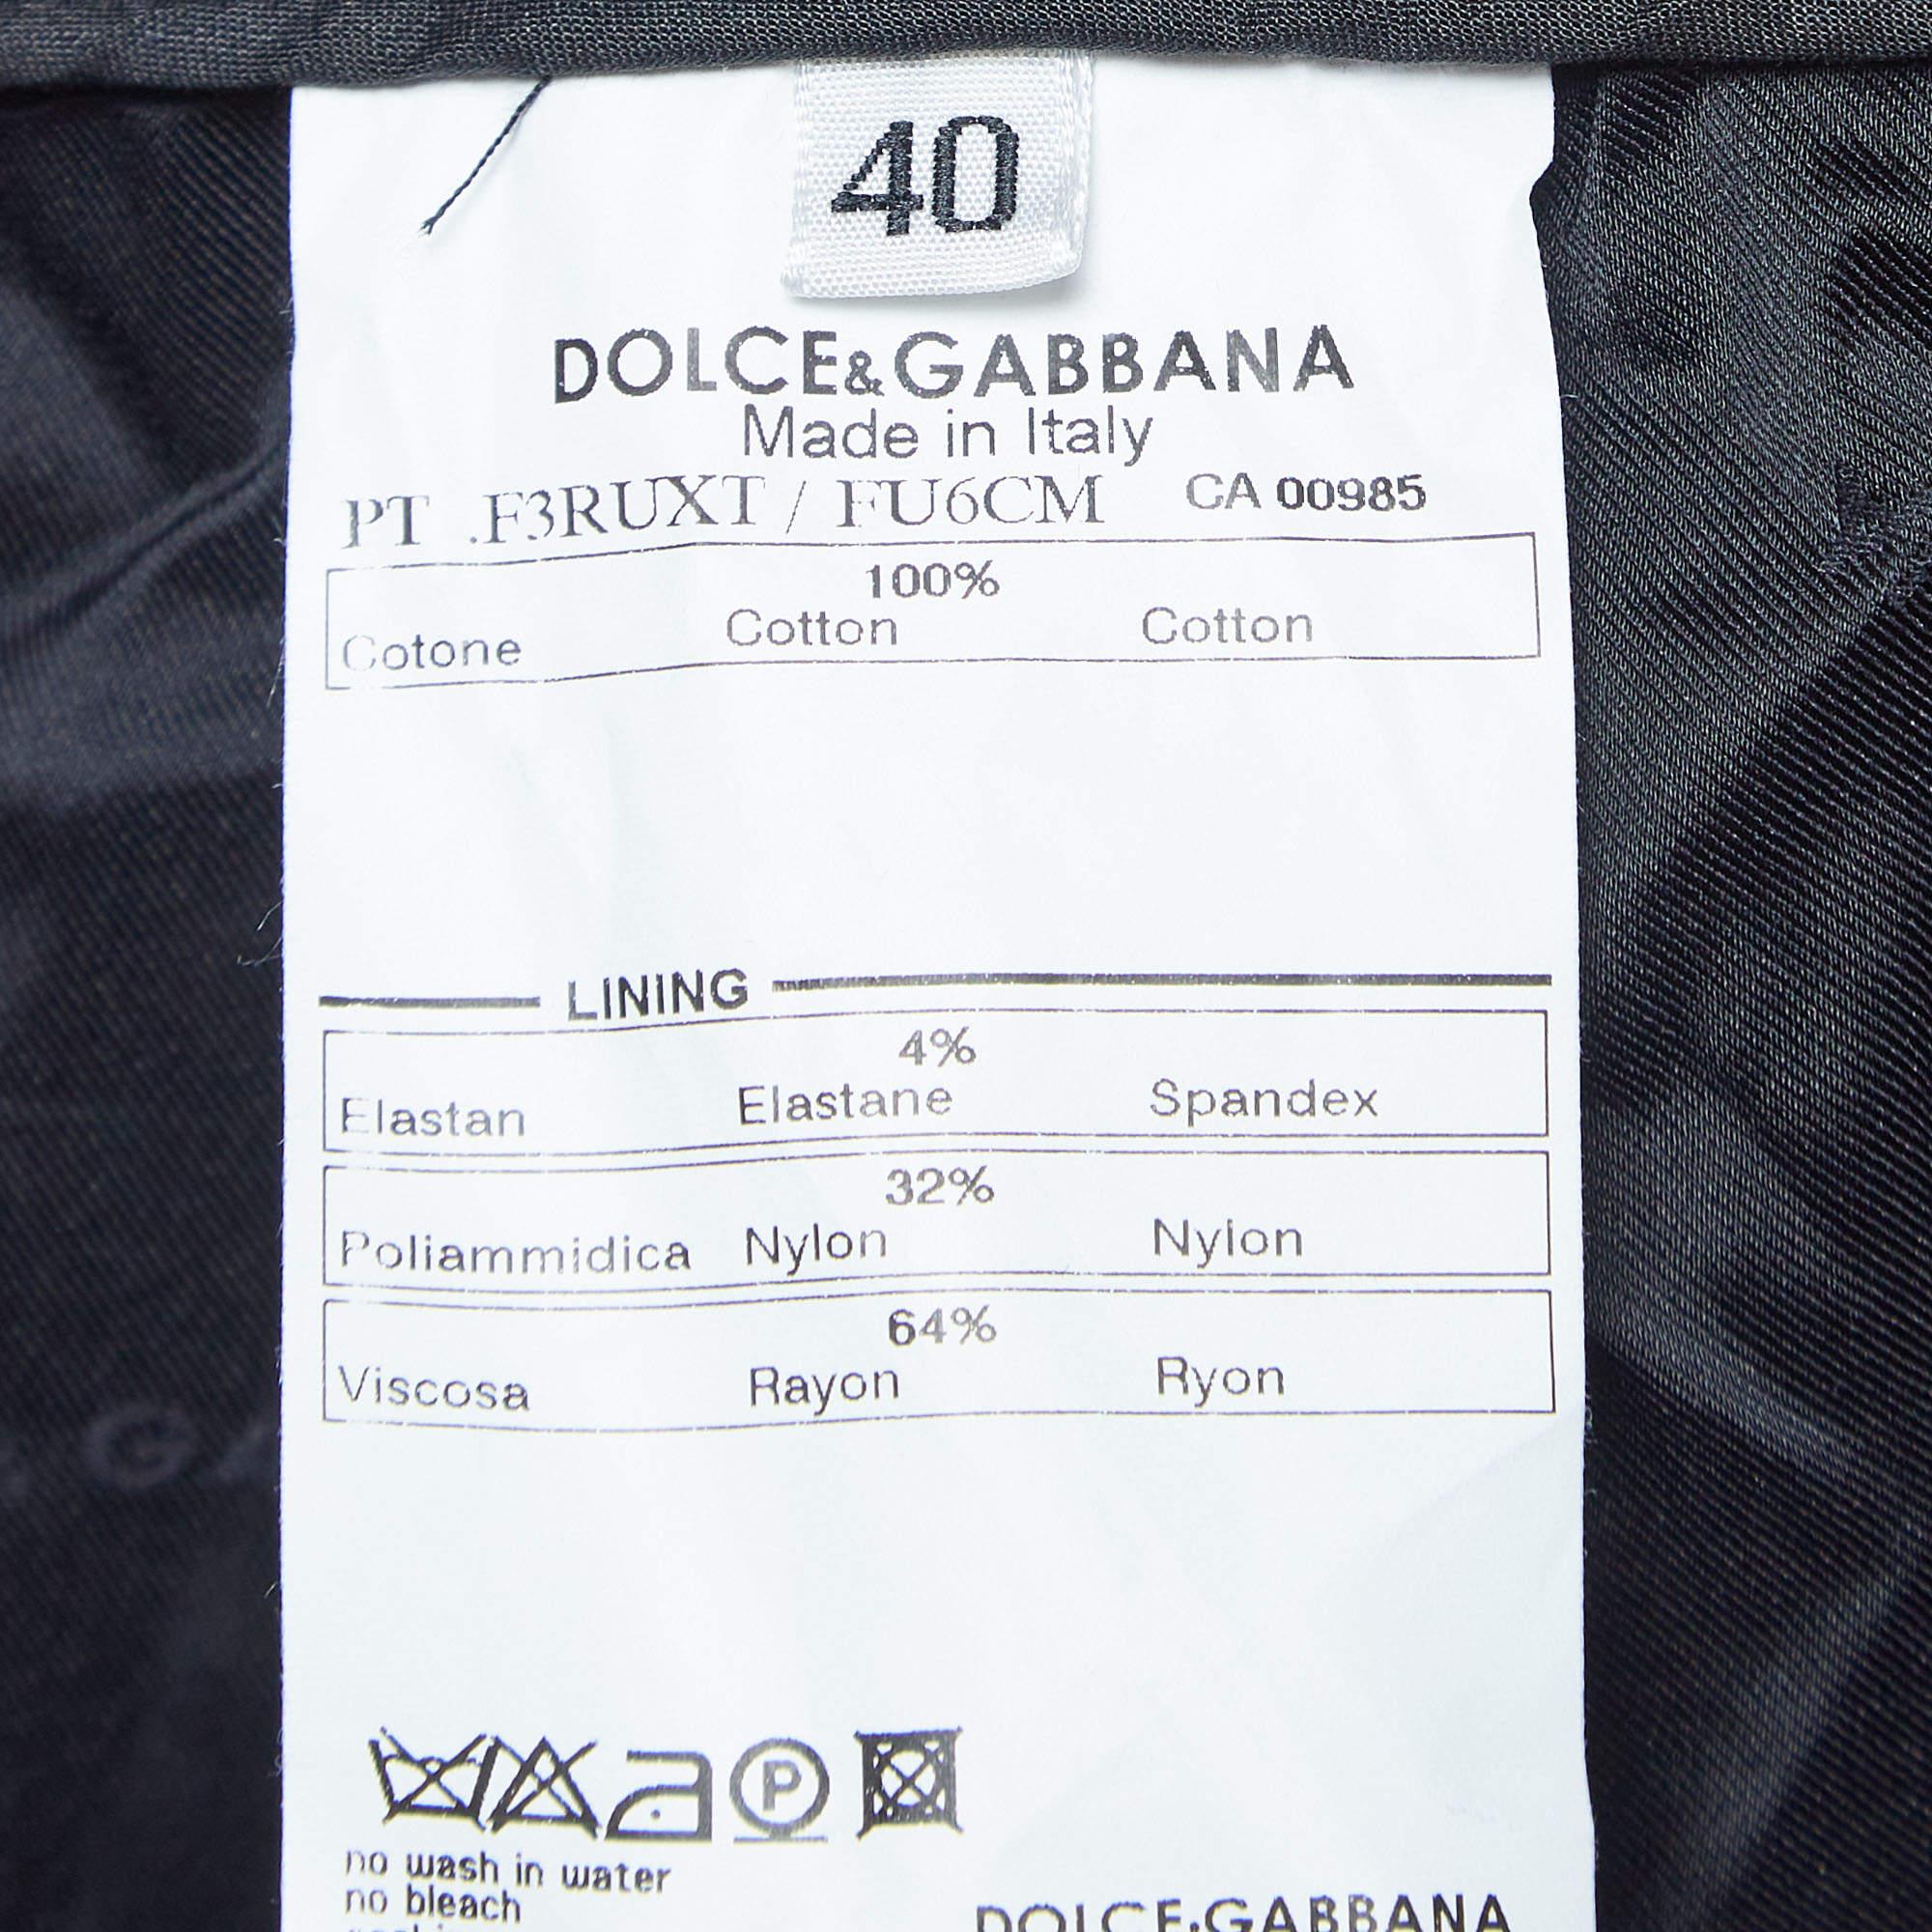 40
DOLCE&GABBANA
Made in Italy
PT .F3RUXT / FU6CM CA 00985
100%
Cotone Cotton Cotton
LINING
4%
Elastan Elastane Spandex
32%
Poliammidica Nylon Nylon
64%
Viscosa Rayon Ryon
P
no wash in water
no bleach
DOLCE&GABBANA